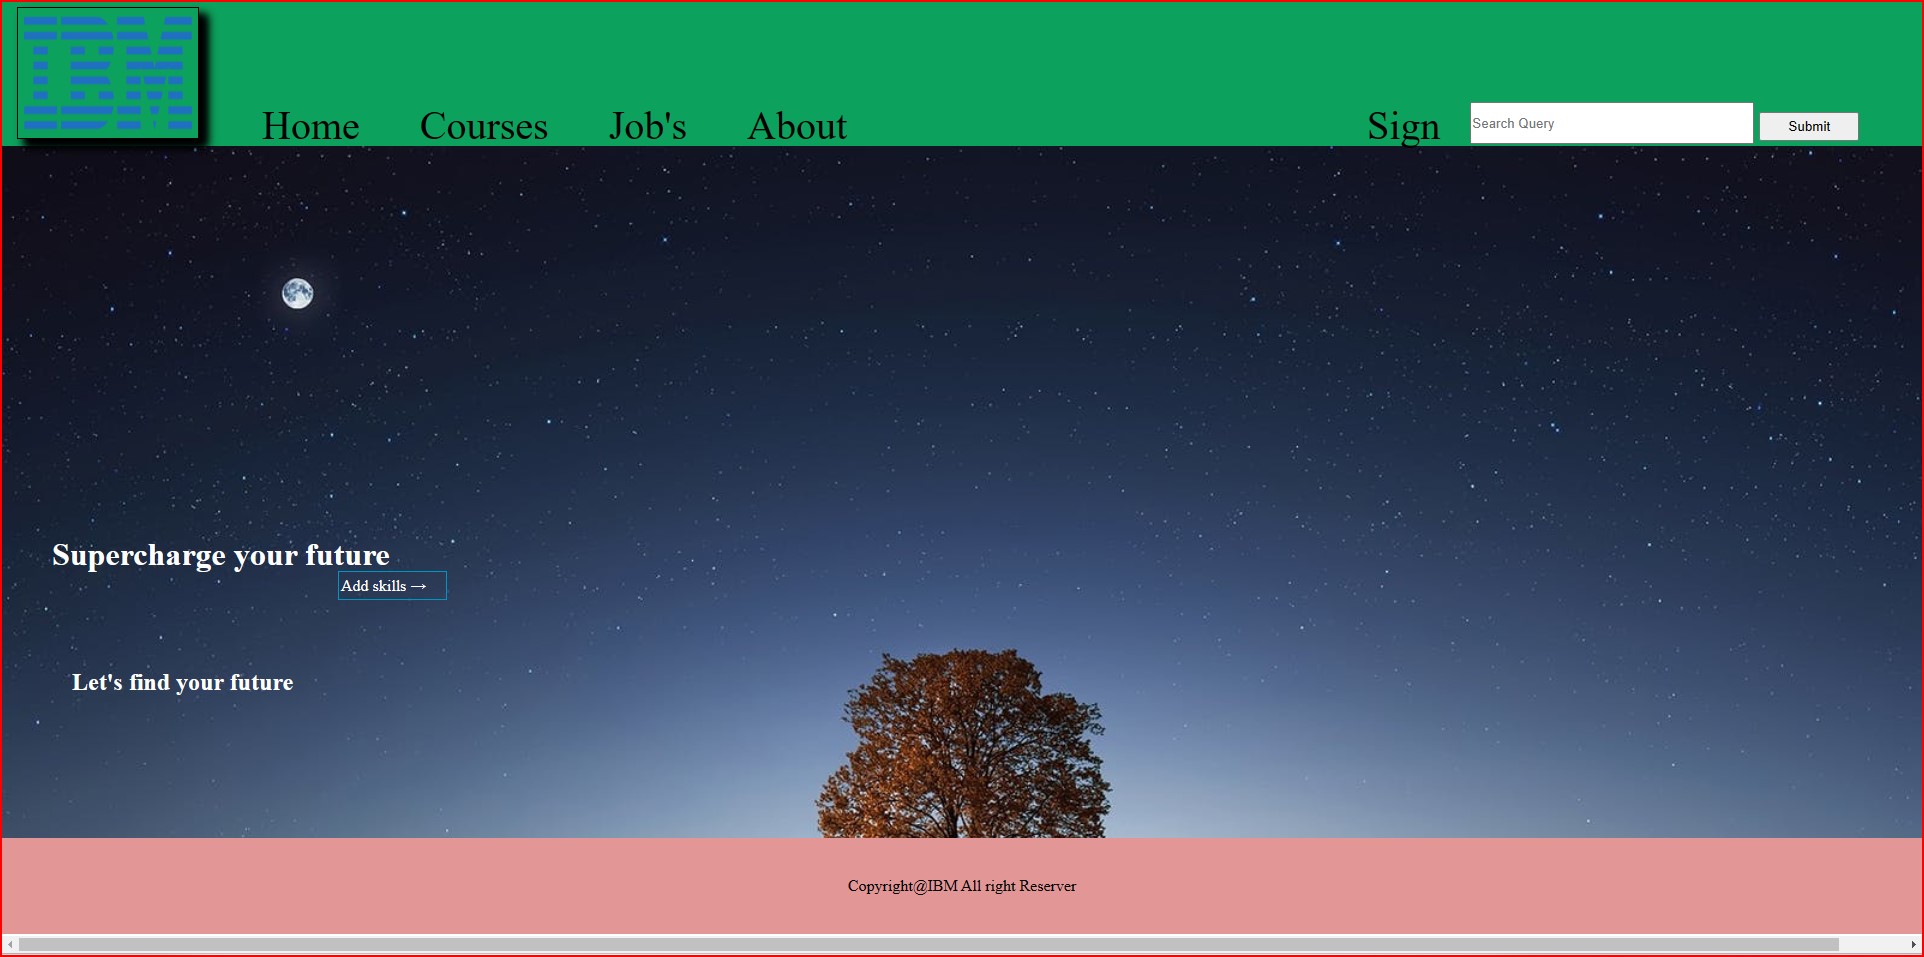 IBM
Home Courses Job's About Sign Search Query Submit
Supercharge your future
Add skills →
Let's find your future
Copyright@IBM All right Reserver